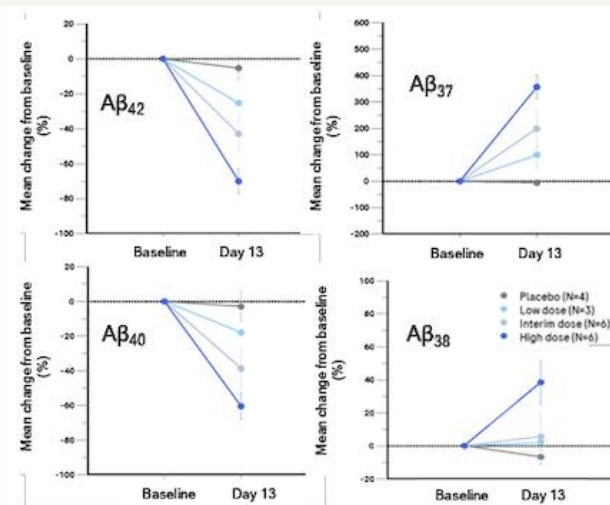 Mean change from baseline
(%)
20
0
-20
-40
-60
-80
-100
Aβ42
Baseline Day 13
Mean change from baseline
(%)
600
500
400
300
200
100
0
-100
-200
Aβ37
Baseline Day 13
Mean change from baseline
(%)
20
0
-20
-40
-60
-80
-100
Aβ40
Baseline Day 13
Mean change from baseline
(%)
100
80
60
40
20
0
-20
Aβ38
Placebo (N=4)
Low dose (N=3)
Interim dose (N=6)
High dose (N=6)
Baseline Day 13